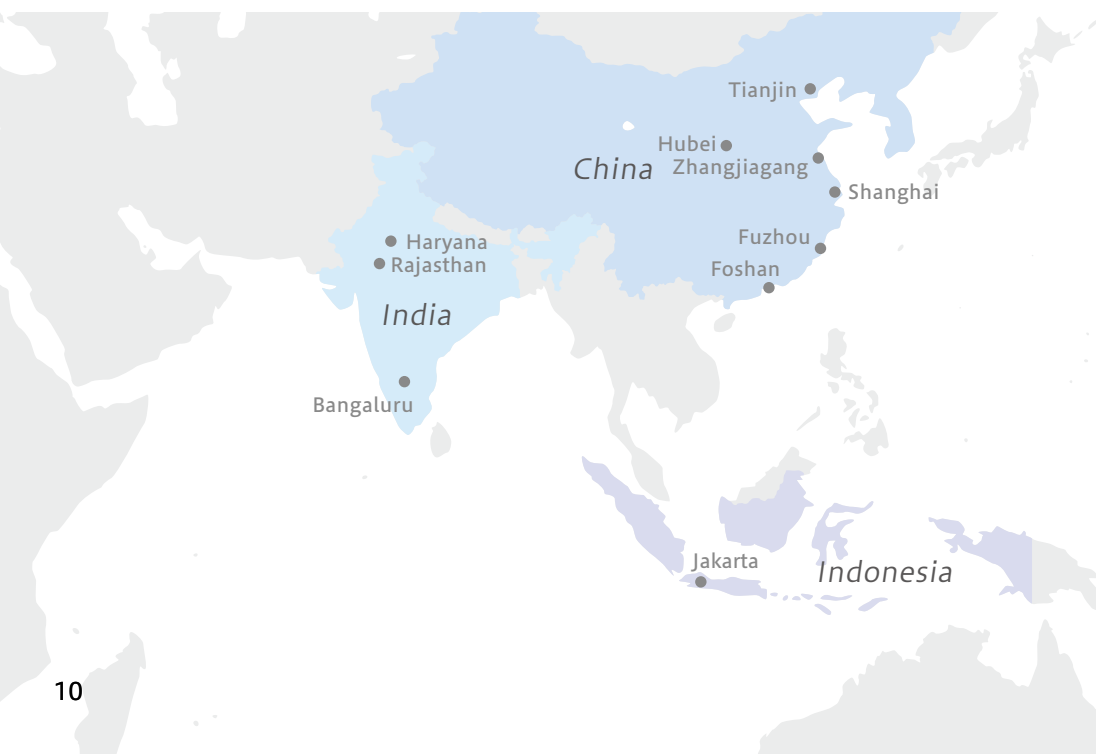 Tianjin
Hubei
China
Zhangjiagang
Shanghai
Haryana
Fuzhou
Rajasthan
Foshan
India
Bangaluru
Jakarta
Indonesia
10